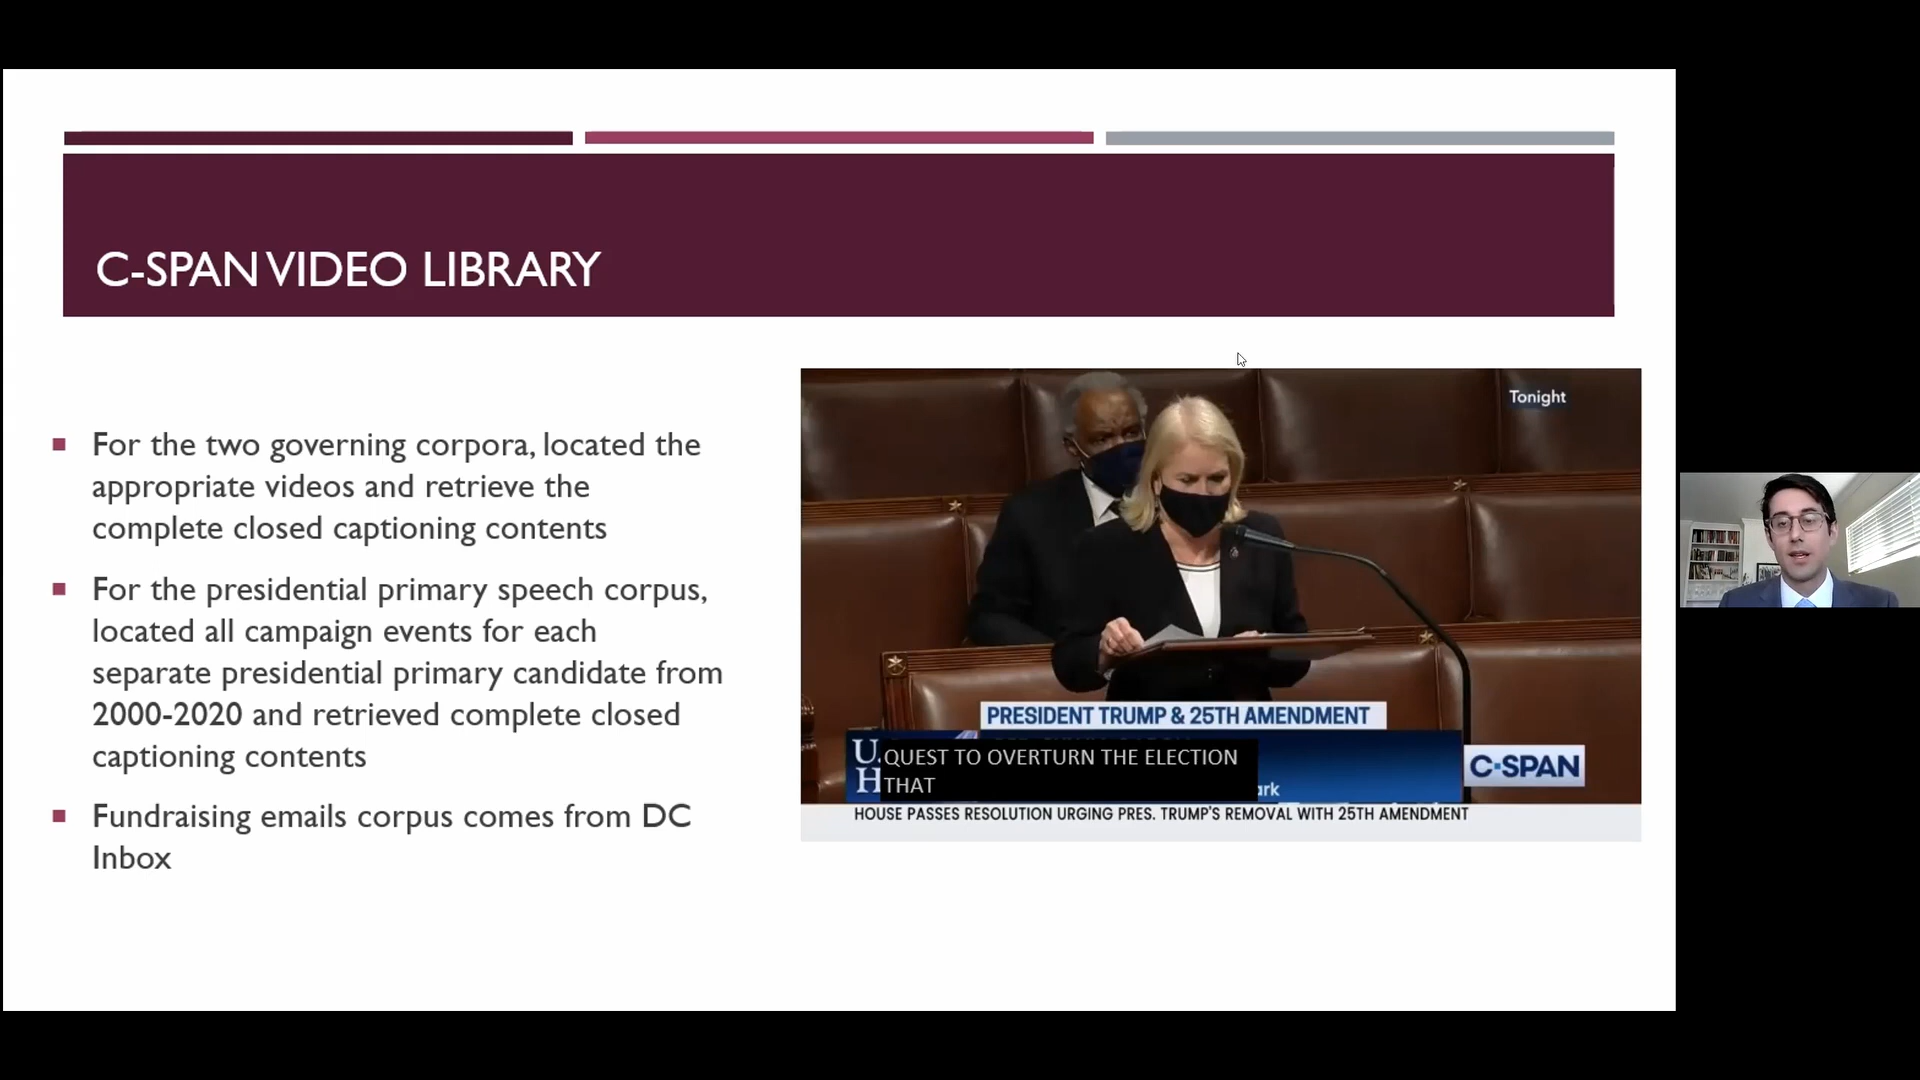 C-SPAN VIDEO LIBRARY
For the two governing corpora, located the
appropriate videos and retrieve the
complete closed captioning contents
For the presidential primary speech corpus,
located all campaign events for each
separate presidential primary candidate from
2000-2020 and retrieved complete closed
captioning contents
Fundraising emails corpus comes from DC
Inbox
Tonight
PRESIDENT TRUMP & 25TH AMENDMENT
U.
H
QUEST TO OVERTURN THE ELECTION
THAT
ark
C-SPAN
HOUSE PASSES RESOLUTION URGING PRES. TRUMP'S REMOVAL WITH 25TH AMENDMENT